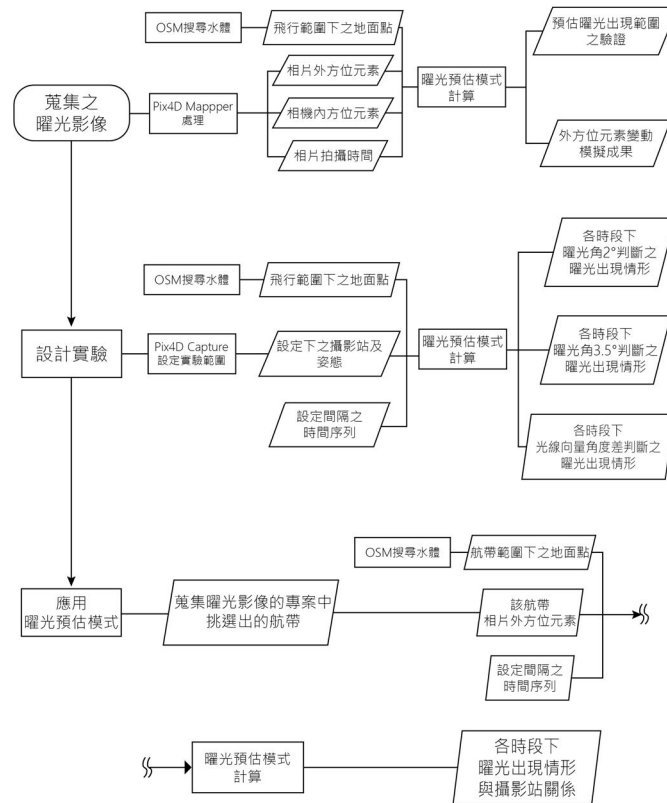 OSM搜尋水體
飛行範圍下之地面點
預估曜光出現範圍
之驗證
相片外方位元素
蒐集之
曜光影像
Pix4D Mappper
處理
相機內方位元素
曜光預估模式
計算
相片拍攝時間
外方位元素變動
模擬成果
OSM搜尋水體
飛行範圍下之地面點
各時段下
曜光角2°判斷之
曜光出現情形
設計實驗
Pix4D Capture
設定實驗範圍
設定下之攝影站及
姿態
曜光預估模式
計算
各時段下
曜光角3.5°判斷之
曜光出現情形
設定間隔之
時間序列
各時段下
光線向量角度差判斷之
曜光出現情形
OSM搜尋水體
航帶範圍下之地面點
應用
曜光預估模式
蒐集曜光影像的專案中
挑選出的航帶
該航帶
相片外方位元素
設定間隔之
時間序列
曜光預估模式
計算
各時段下
曜光出現情形
與攝影站關係